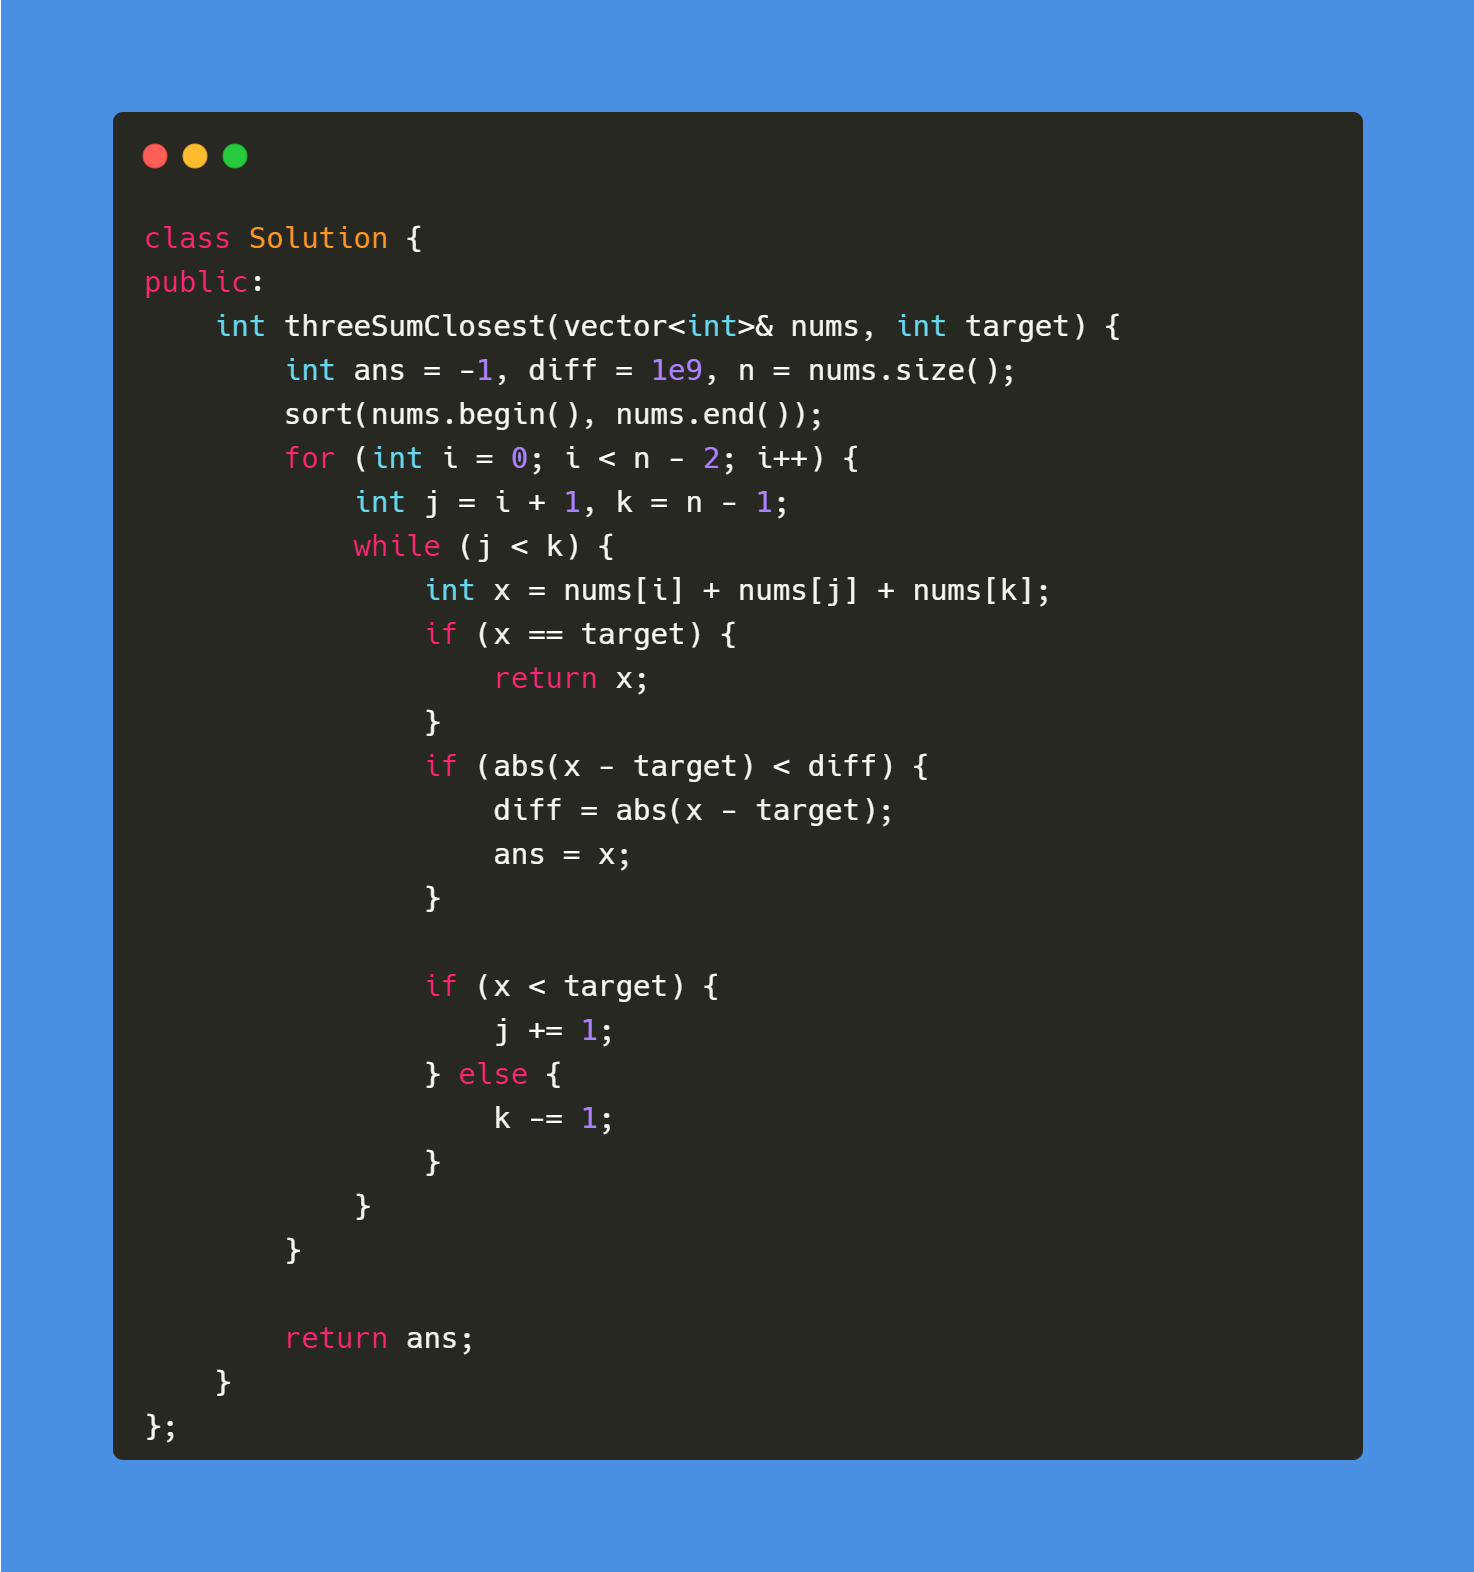 class Solution {
public:
    int threeSumClosest(vector<int>& nums, int target) {
        int ans = -1, diff = 1e9, n = nums.size();
        sort(nums.begin(), nums.end());
        for (int i = 0; i < n - 2; i++) {
            int j = i + 1, k = n - 1;
            while (j < k) {
                int x = nums[i] + nums[j] + nums[k];
                if (x == target) {
                    return x;
                }
                if (abs(x - target) < diff) {
                    diff = abs(x - target);
                    ans = x;
                }

                if (x < target) {
                    j += 1;
                } else {
                    k -= 1;
                }
            }
        }

        return ans;
    }
};